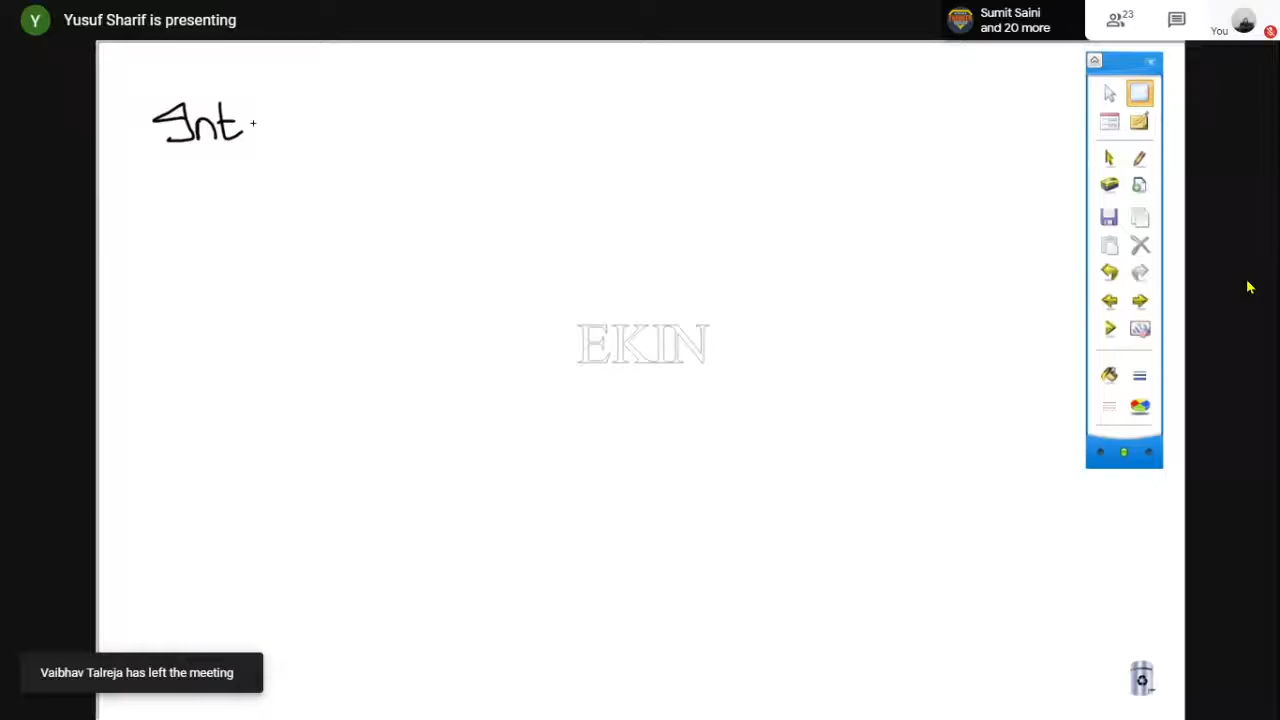 Y
Yusuf Sharif is presenting
Sumit Saini
and 20 more
23
You
Int
EKIN
Vaibhav Talreja has left the meeting